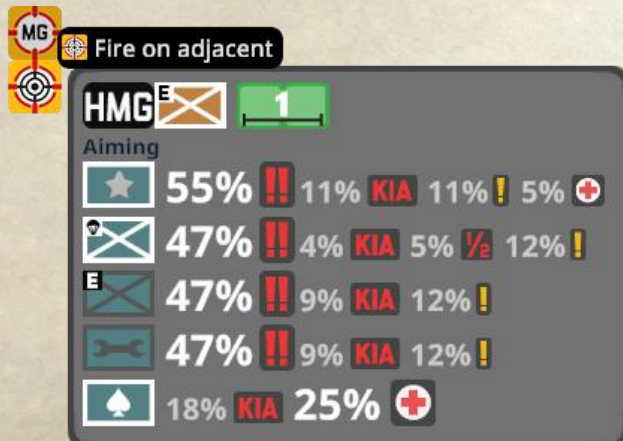 MG
Fire on adjacent
HMG E 1
Aiming
55% !! 11% KIA 11% ! 5%
47% !! 4% KIA 5% 1/2 12% !
E 47% !! 9% KIA 12% !
47% !! 9% KIA 12% !
18% KIA 25%